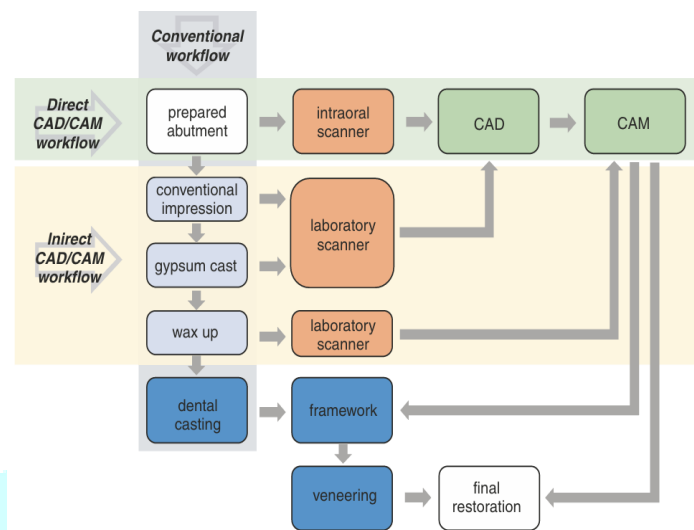 Conventional
workflow
Direct
CAD/CAM
workflow
prepared
abutment
intraoral
scanner
CAD
CAM
Inirect
CAD/CAM
workflow
conventional
impression
laboratory
scanner
gypsum cast
wax up
laboratory
scanner
dental
casting
framework
veneering
final
restoration